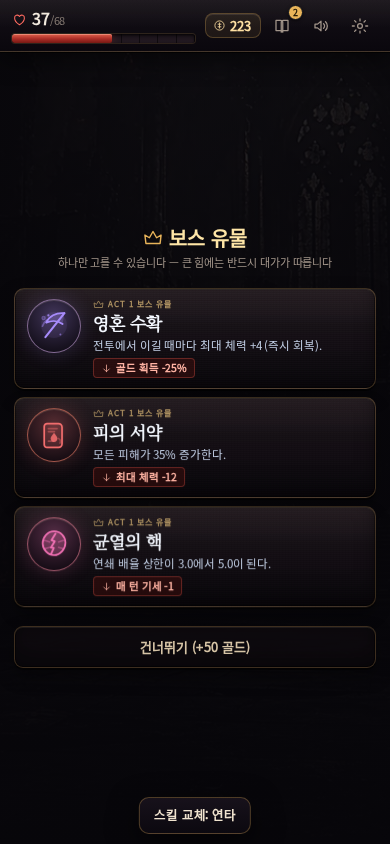 37/68
223
2
보스 유물
하나만 고를 수 있습니다 — 큰 힘에는 반드시 대가가 따릅니다
ACT 1 보스 유물
영혼 수확
전투에서 이길 때마다 최대 체력 +4 (즉시 회복).
↓ 골드 획득 -25%
ACT 1 보스 유물
피의 서약
모든 피해가 35% 증가한다.
↓ 최대 체력 -12
ACT 1 보스 유물
균열의 핵
연쇄 배율 상한이 3.0에서 5.0이 된다.
↓ 매 턴 기세 -1
건너뛰기 (+50 골드)
스킬 교체: 연타